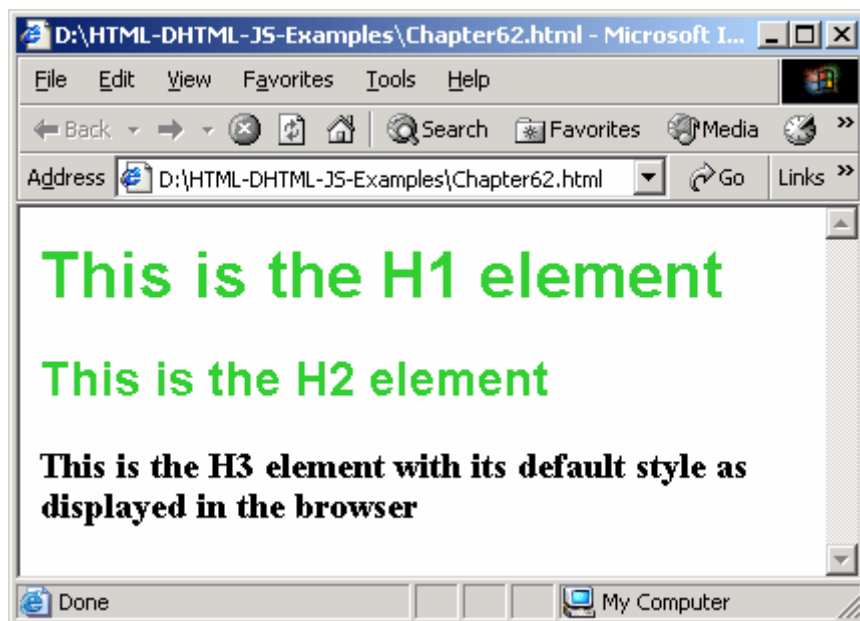 D:\HTML-DHTML-JS-Examples\Chapter62.html - Microsoft I...
File Edit View Favorites Tools Help
Back Search Favorites Media »
Address D:\HTML-DHTML-JS-Examples\Chapter62.html Go Links »
This is the H1 element
This is the H2 element
This is the H3 element with its default style as
displayed in the browser
Done My Computer